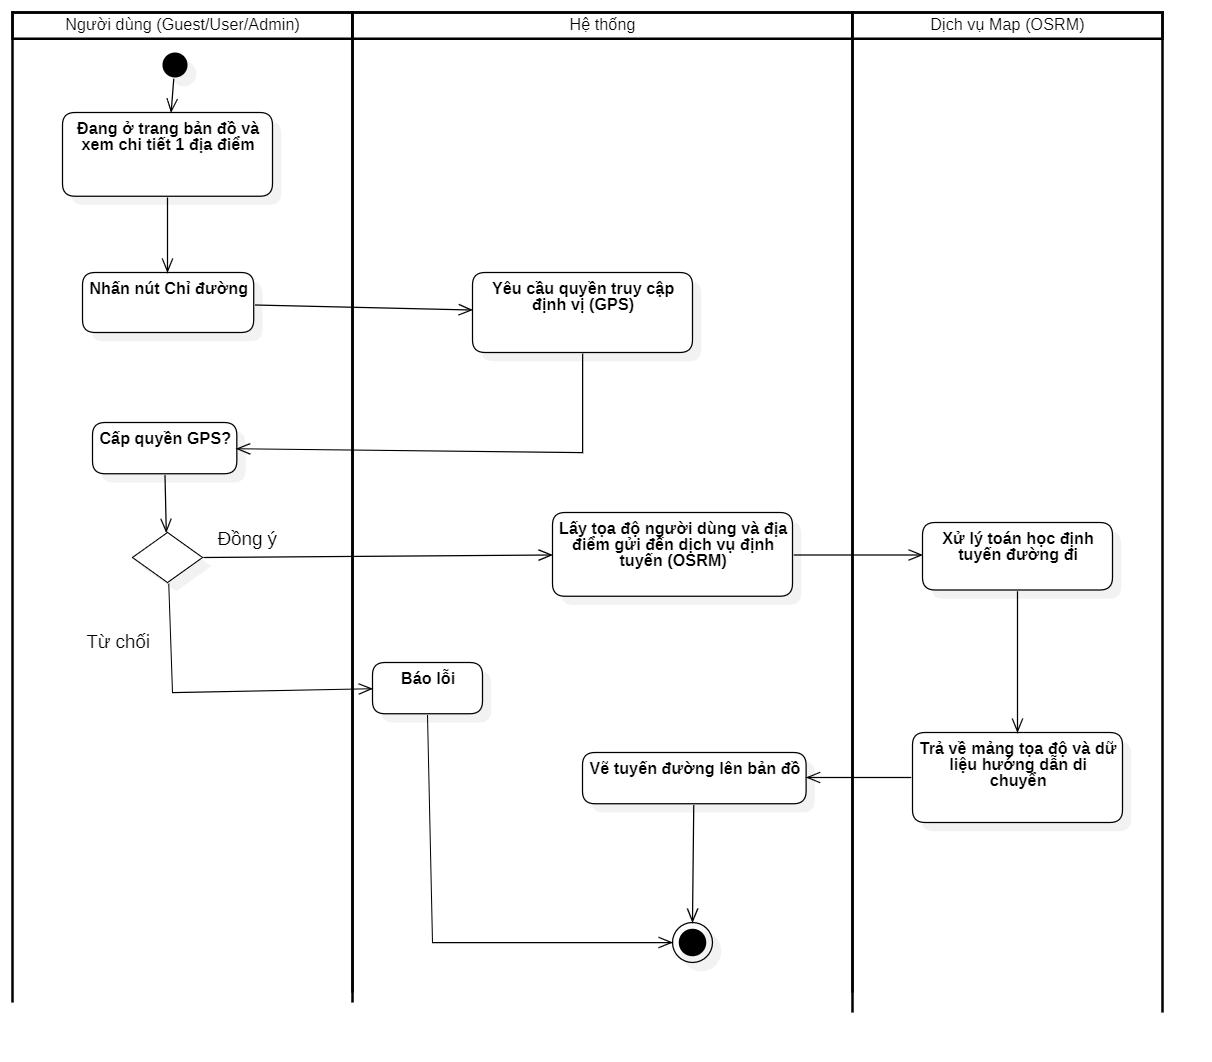 Người dùng (Guest/User/Admin)
Hệ thống
Dịch vụ Map (OSRM)
Đang ở trang bản đồ và
xem chi tiết 1 địa điểm
Nhấn nút Chỉ đường
Yêu cầu quyền truy cập
định vị (GPS)
Cấp quyền GPS?
Đồng ý
Lấy tọa độ người dùng và địa
điểm gửi đến dịch vụ định
tuyến (OSRM)
Xử lý toán học định
tuyến đường đi
Từ chối
Báo lỗi
Vẽ tuyến đường lên bản đồ
Trả về mảng tọa độ và dữ
liệu hướng dẫn di
chuyển